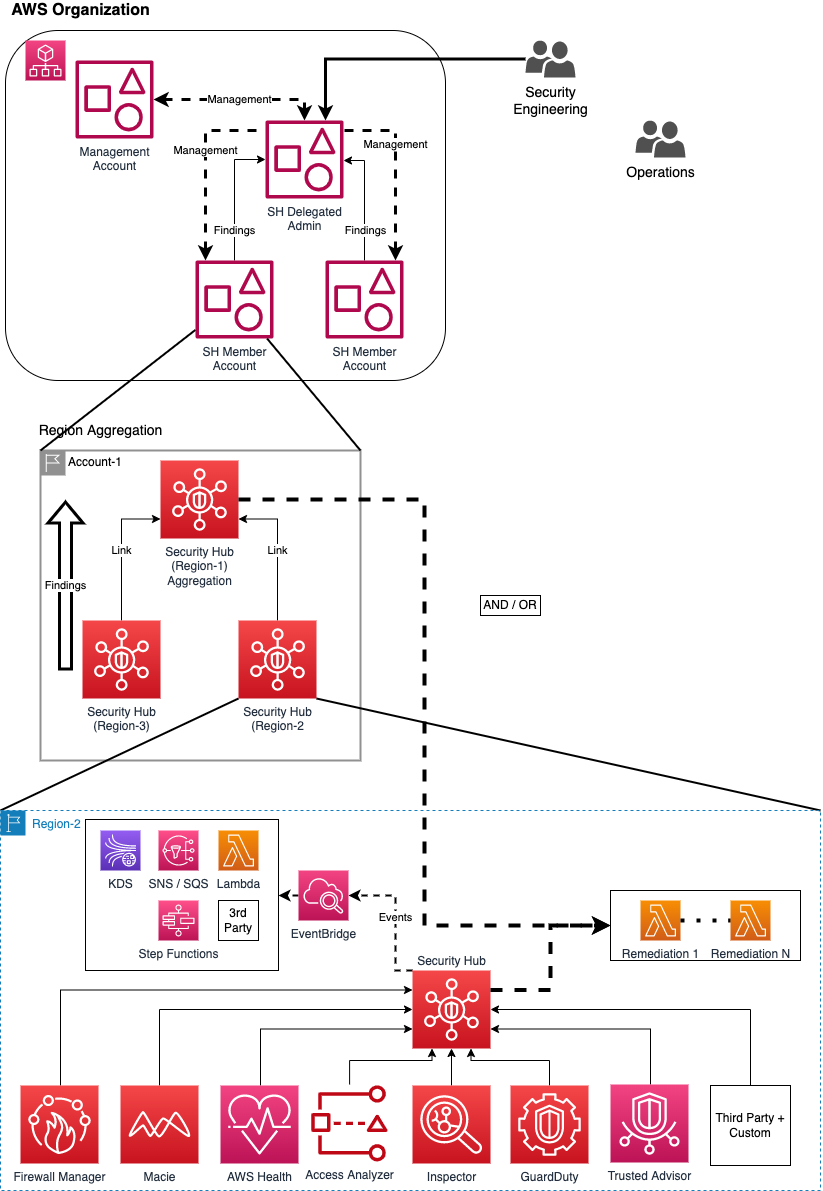 AWS Organization
Security
Engineering
Operations
Management
Management
Account
Management
Management
SH Delegated
Admin
Findings
Findings
SH Member
Account
SH Member
Account
Region Aggregation
Account-1
Security Hub
(Region-1)
Aggregation
Link
Link
Findings
AND / OR
Security Hub
(Region-3)
Security Hub
(Region-2
Region-2
KDS
SNS / SQS
Lambda
Step Functions
3rd
Party
EventBridge
Events
Security Hub
Remediation 1
Remediation N
Firewall Manager
Macie
AWS Health
Access Analyzer
Inspector
GuardDuty
Trusted Advisor
Third Party +
Custom